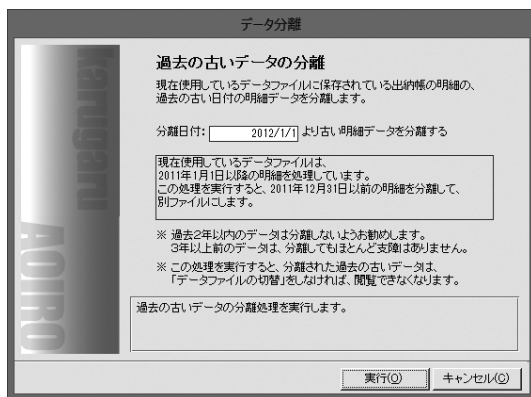 データ分離
karugaru
AOIRO
過去の古いデータの分離
現在使用しているデータファイルに保存されている出納帳の明細の、
過去の古い日付の明細データを分離します。
分離日付： 2012/1/1 より古い明細データを分離する
現在使用しているデータファイルは、
2011年1月1日以降の明細を処理しています。
この処理を実行すると、2011年12月31日以前の明細を分離して、
別ファイルにします。
※ 過去2年以内のデータは分離しないようお勧めします。
3年以上前のデータは、分離してもほとんど支障はありません。
※ この処理を実行すると、分離された過去の古いデータは、
「データファイルの切替」をしなければ、閲覧できなくなります。
過去の古いデータの分離処理を実行します。
実行(O) キャンセル(C)